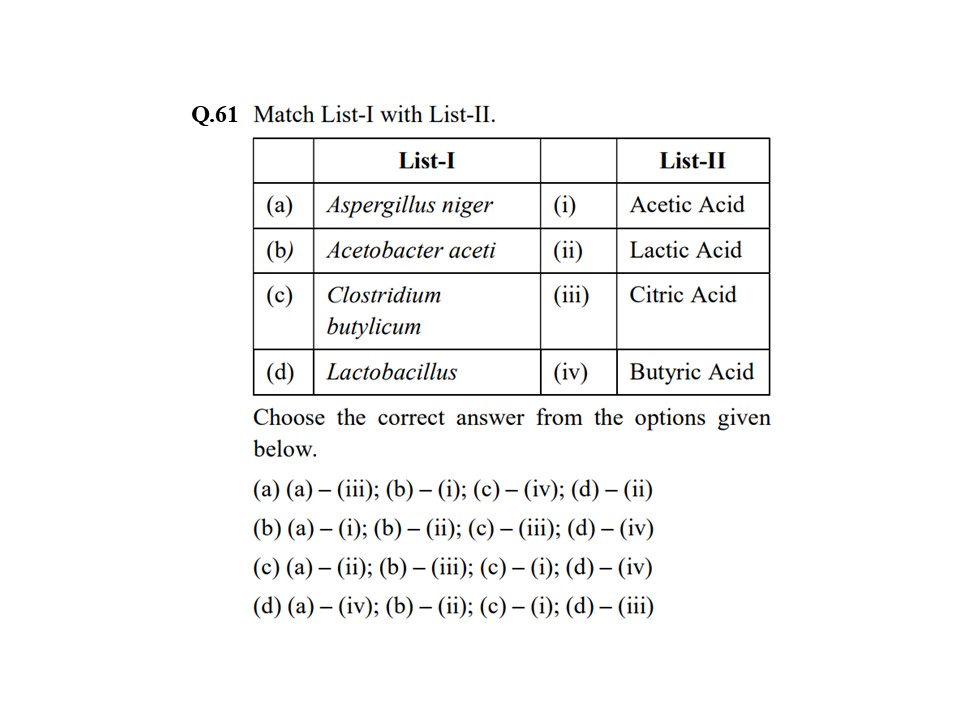 Q.61 Match List-I with List-II.
List-I List-II
(a) Aspergillus niger (i) Acetic Acid
(b) Acetobacter aceti (ii) Lactic Acid
(c) Clostridium (iii) Citric Acid
butylicum
(d) Lactobacillus (iv) Butyric Acid
Choose the correct answer from the options given
below.
(a) (a) – (iii); (b) – (i); (c) – (iv); (d) – (ii)
(b) (a) – (i); (b) – (ii); (c) – (iii); (d) – (iv)
(c) (a) – (ii); (b) – (iii); (c) – (i); (d) – (iv)
(d) (a) – (iv); (b) – (ii); (c) – (i); (d) – (iii)